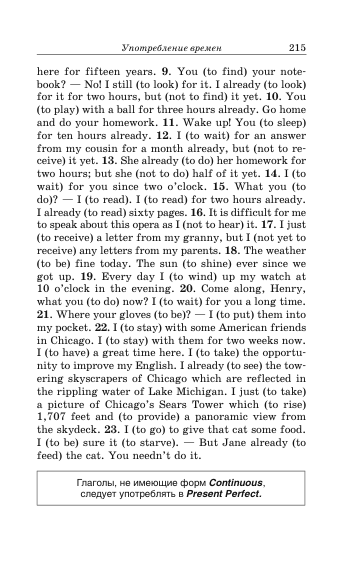 Употребление времен 215
here for fifteen years. 9. You (to find) your note-
book? — No! I still (to look) for it. I already (to look)
for it for two hours, but (not to find) it yet. 10. You
(to play) with a ball for three hours already. Go home
and do your homework. 11. Wake up! You (to sleep)
for ten hours already. 12. I (to wait) for an answer
from my cousin for a month already, but (not to re-
ceive) it yet. 13. She already (to do) her homework for
two hours; but she (not to do) half of it yet. 14. I (to
wait) for you since two o'clock. 15. What you (to
do)? — I (to read). I (to read) for two hours already.
I already (to read) sixty pages. 16. It is difficult for me
to speak about this opera as I (not to hear) it. 17. I just
(to receive) a letter from my granny, but I (not yet to
receive) any letters from my parents. 18. The weather
(to be) fine today. The sun (to shine) ever since we
got up. 19. Every day I (to wind) up my watch at
10 o'clock in the evening. 20. Come along, Henry,
what you (to do) now? I (to wait) for you a long time.
21. Where your gloves (to be)? — I (to put) them into
my pocket. 22. I (to stay) with some American friends
in Chicago. I (to stay) with them for two weeks now.
I (to have) a great time here. I (to take) the opportu-
nity to improve my English. I already (to see) the tow-
ering skyscrapers of Chicago which are reflected in
the rippling water of Lake Michigan. I just (to take)
a picture of Chicago's Sears Tower which (to rise)
1,707 feet and (to provide) a panoramic view from
the skydeck. 23. I (to go) to give that cat some food.
I (to be) sure it (to starve). — But Jane already (to
feed) the cat. You needn't do it.
Глаголы, не имеющие форм Continuous,
следует употреблять в Present Perfect.